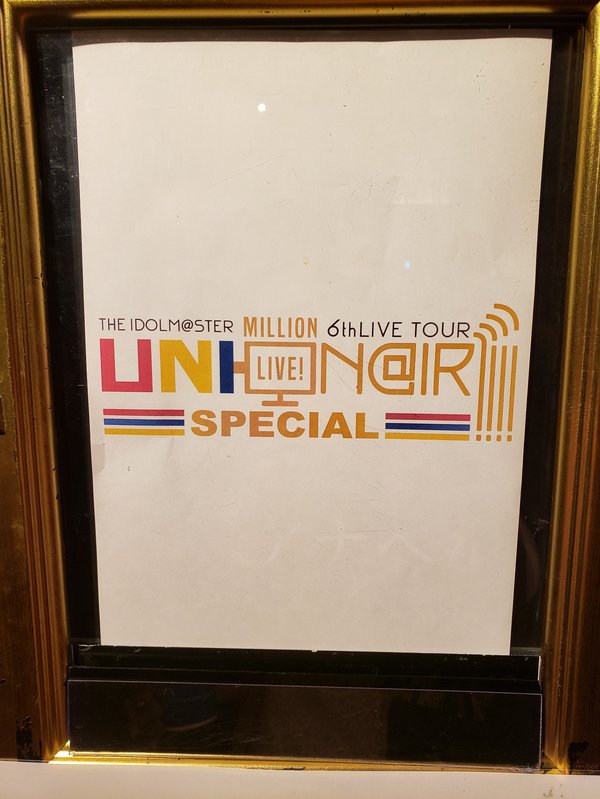 THE IDOLM@STER MILLION 6thLIVE TOUR
UNI-ON@IR!!!!
LIVE!
SPECIAL